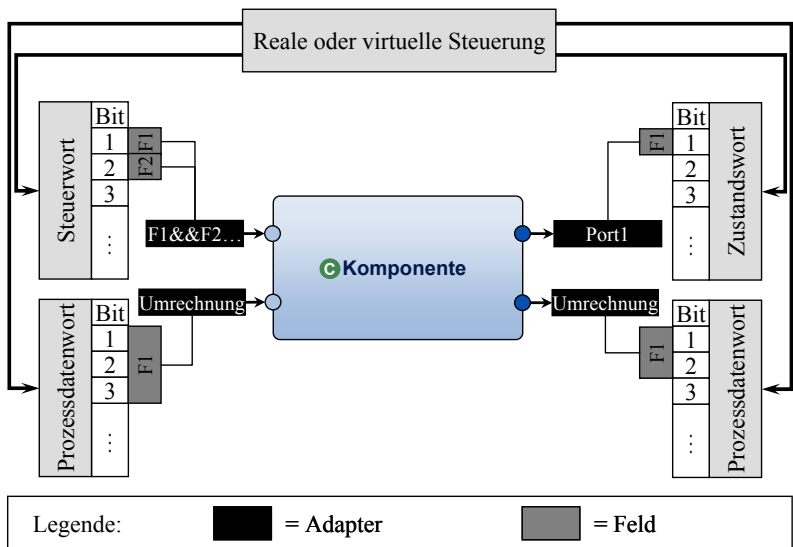 Reale oder virtuelle Steuerung
Steuerwort
Bit
1
2
3
⋮
F1
F2
F1&&F2…
Prozessdatenwort
Bit
1
2
3
⋮
F1
Umrechnung
C Komponente
Port1
Umrechnung
F1
Bit
1
2
3
⋮
Zustandswort
F1
Bit
1
2
3
⋮
Prozessdatenwort
Legende:
= Adapter
= Feld